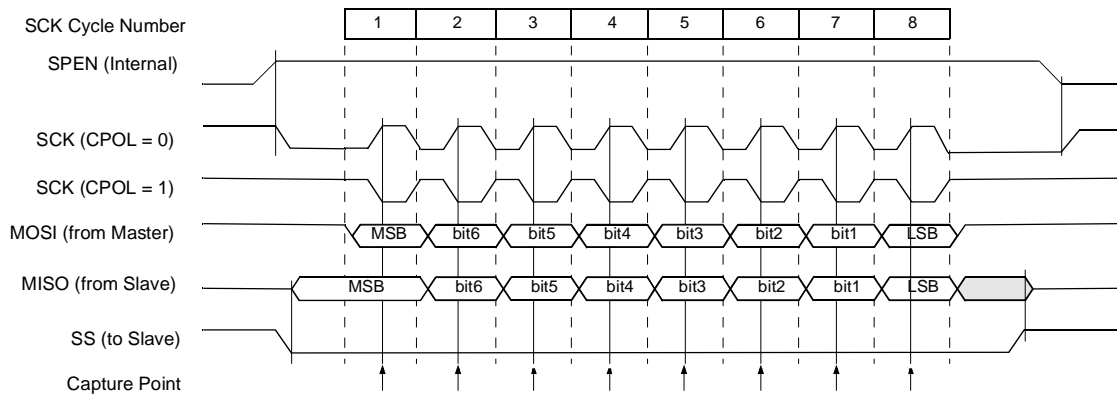 SCK Cycle Number 1 2 3 4 5 6 7 8
SPEN (Internal)
SCK (CPOL = 0)
SCK (CPOL = 1)
MOSI (from Master) MSB bit6 bit5 bit4 bit3 bit2 bit1 LSB
MISO (from Slave) MSB bit6 bit5 bit4 bit3 bit2 bit1 LSB
SS (to Slave)
Capture Point